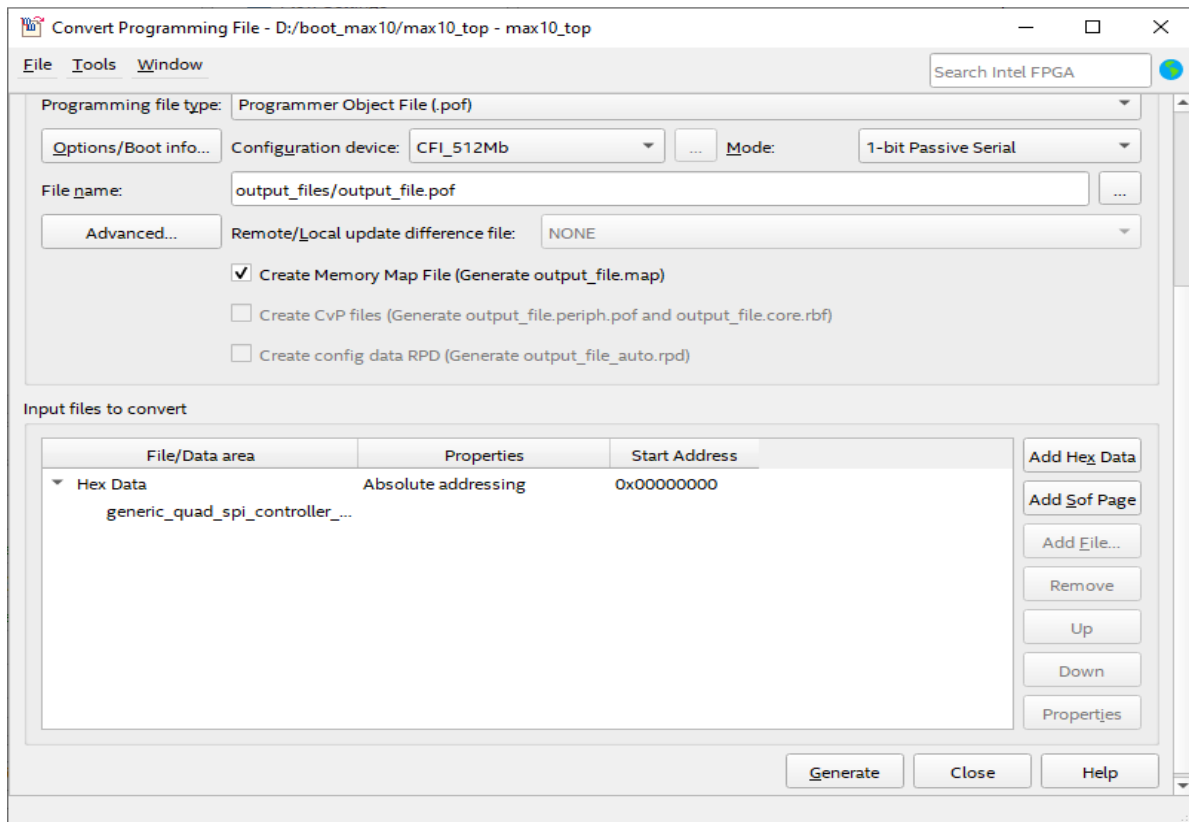 Convert Programming File - D:/boot_max10/max10_top - max10_top
File Tools Window Search Intel FPGA
Programming file type: Programmer Object File (.pof)
Options/Boot info... Configuration device: CFI_512Mb ... Mode: 1-bit Passive Serial
File name: output_files/output_file.pof ...
Advanced... Remote/Local update difference file: NONE
Create Memory Map File (Generate output_file.map)
Create CvP files (Generate output_file.periph.pof and output_file.core.rbf)
Create config data RPD (Generate output_file_auto.rpd)
Input files to convert
File/Data area Properties Start Address Add Hex Data
Hex Data Absolute addressing 0x00000000
generic_quad_spi_controller_... Add Sof Page
Add File...
Remove
Up
Down
Properties
Generate Close Help